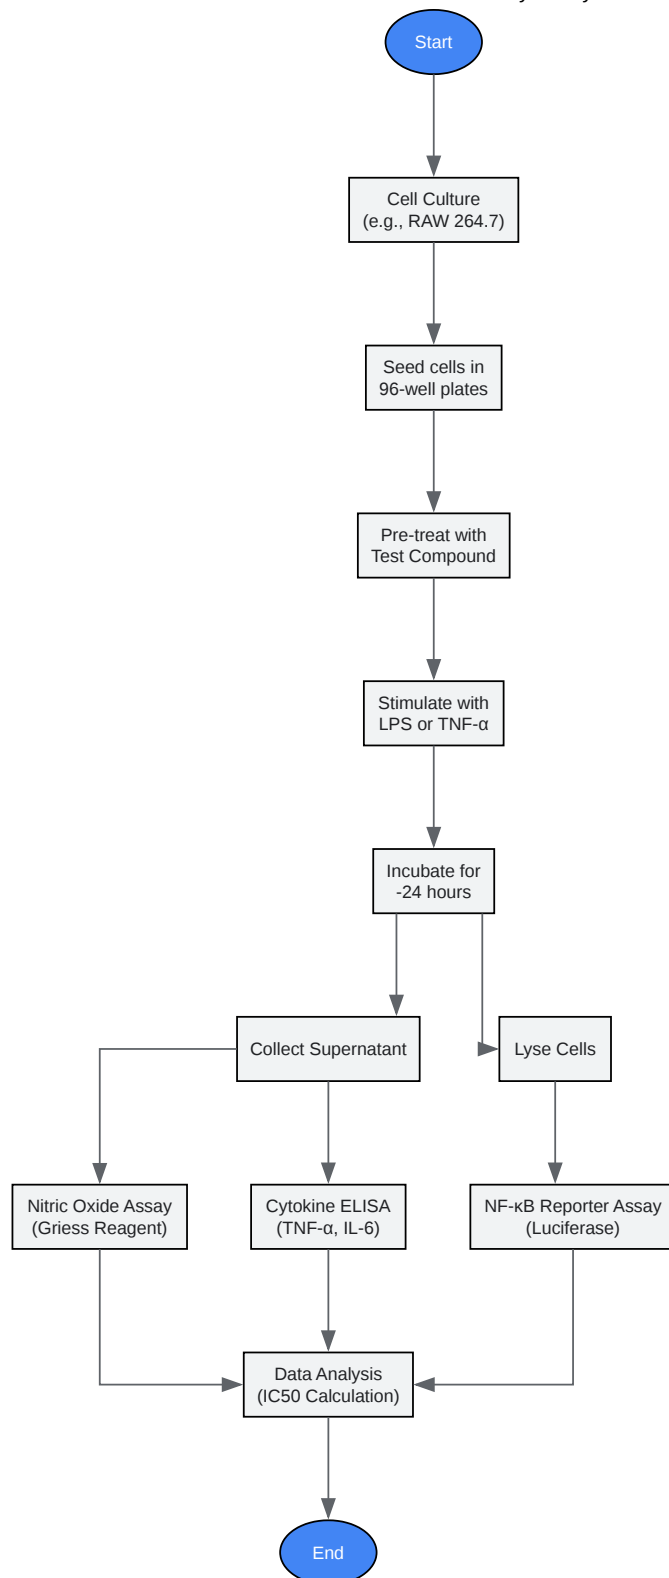 Start
Cell Culture
(e.g., RAW 264.7)
Seed cells in
96-well plates
Pre-treat with
Test Compound
Stimulate with
LPS or TNF-α
Incubate for
-24 hours
Collect Supernatant
Lyse Cells
Nitric Oxide Assay
(Griess Reagent)
Cytokine ELISA
(TNF-α, IL-6)
NF-κB Reporter Assay
(Luciferase)
Data Analysis
(IC50 Calculation)
End